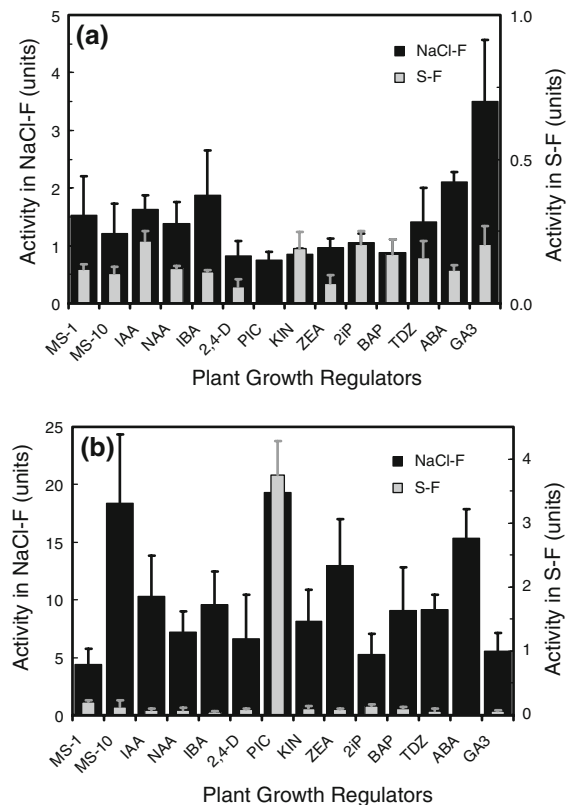 (a)
Activity in NaCl-F (units)
5
4
3
2
1
0
NaCl-F
S-F
1.0
0.5
0.0
Activity in S-F (units)
MS-1
MS-10
IAA
NAA
IBA
2,4-D
PIC
KIN
ZEA
2iP
BAP
TDZ
ABA
GA3
Plant Growth Regulators
(b)
Activity in NaCl-F (units)
25
20
15
10
5
0
NaCl-F
S-F
4
3
2
1
0
Activity in S-F (units)
MS-1
MS-10
IAA
NAA
IBA
2,4-D
PIC
KIN
ZEA
2iP
BAP
TDZ
ABA
GA3
Plant Growth Regulators